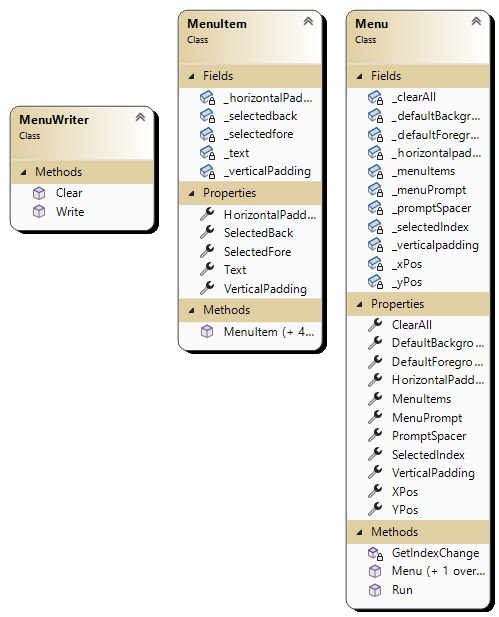 MenuWriter
Class
Methods
Clear
Write
MenuItem
Class
Fields
_horizontalPad...
_selectedback
_selectedfore
_text
_verticalPadding
Properties
HorizontalPadd...
SelectedBack
SelectedFore
Text
VerticalPadding
Methods
MenuItem (+ 4...
Menu
Class
Fields
_clearAll
_defaultBackgr...
_defaultForegr...
_horizontalpad...
_menuItems
_menuPrompt
_promptSpacer
_selectedIndex
_verticalpadding
_xPos
_yPos
Properties
ClearAll
DefaultBackgro...
DefaultForegro...
HorizontalPadd...
MenuItems
MenuPrompt
PromptSpacer
SelectedIndex
VerticalPadding
XPos
YPos
Methods
GetIndexChange
Menu (+ 1 over...
Run